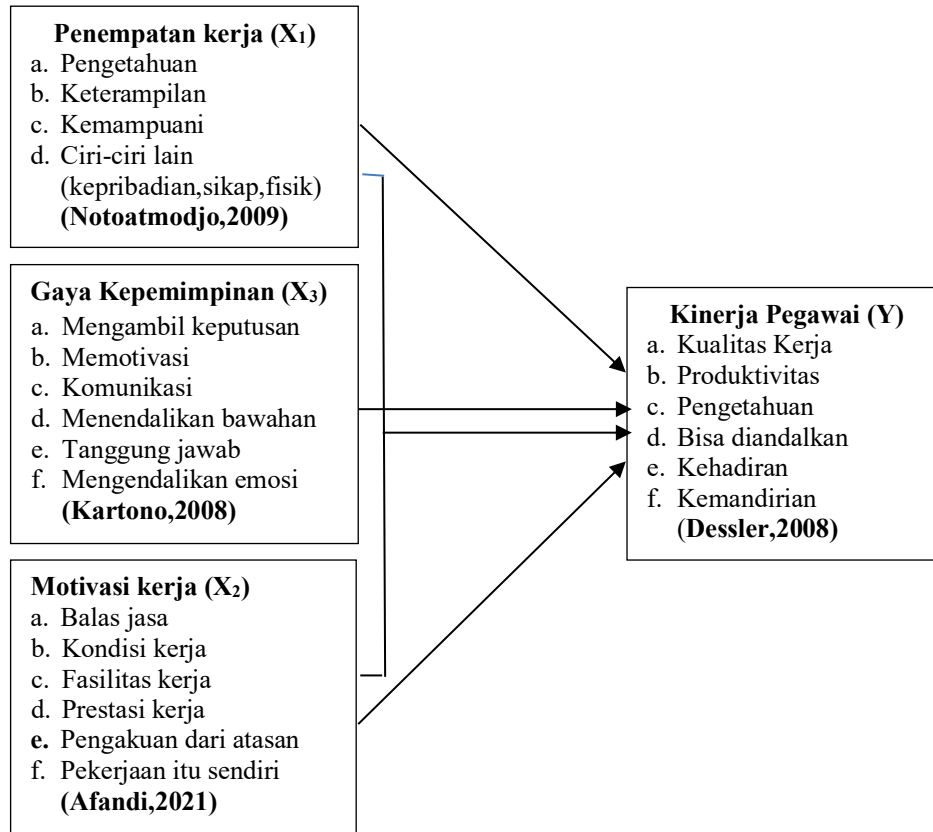 Penempatan kerja (X₁)
a. Pengetahuan
b. Keterampilan
c. Kemampuani
d. Ciri-ciri lain
(kepribadian,sikap,fisik)
(Notoatmodjo,2009)
Gaya Kepemimpinan (X₃)
a. Mengambil keputusan
b. Memotivasi
c. Komunikasi
d. Menendalikan bawahan
e. Tanggung jawab
f. Mengendalikan emosi
(Kartono,2008)
Motivasi kerja (X₂)
a. Balas jasa
b. Kondisi kerja
c. Fasilitas kerja
d. Prestasi kerja
e. Pengakuan dari atasan
f. Pekerjaan itu sendiri
(Afandi,2021)
Kinerja Pegawai (Y)
a. Kualitas Kerja
b. Produktivitas
c. Pengetahuan
d. Bisa diandalkan
e. Kehadiran
f. Kemandirian
(Dessler,2008)